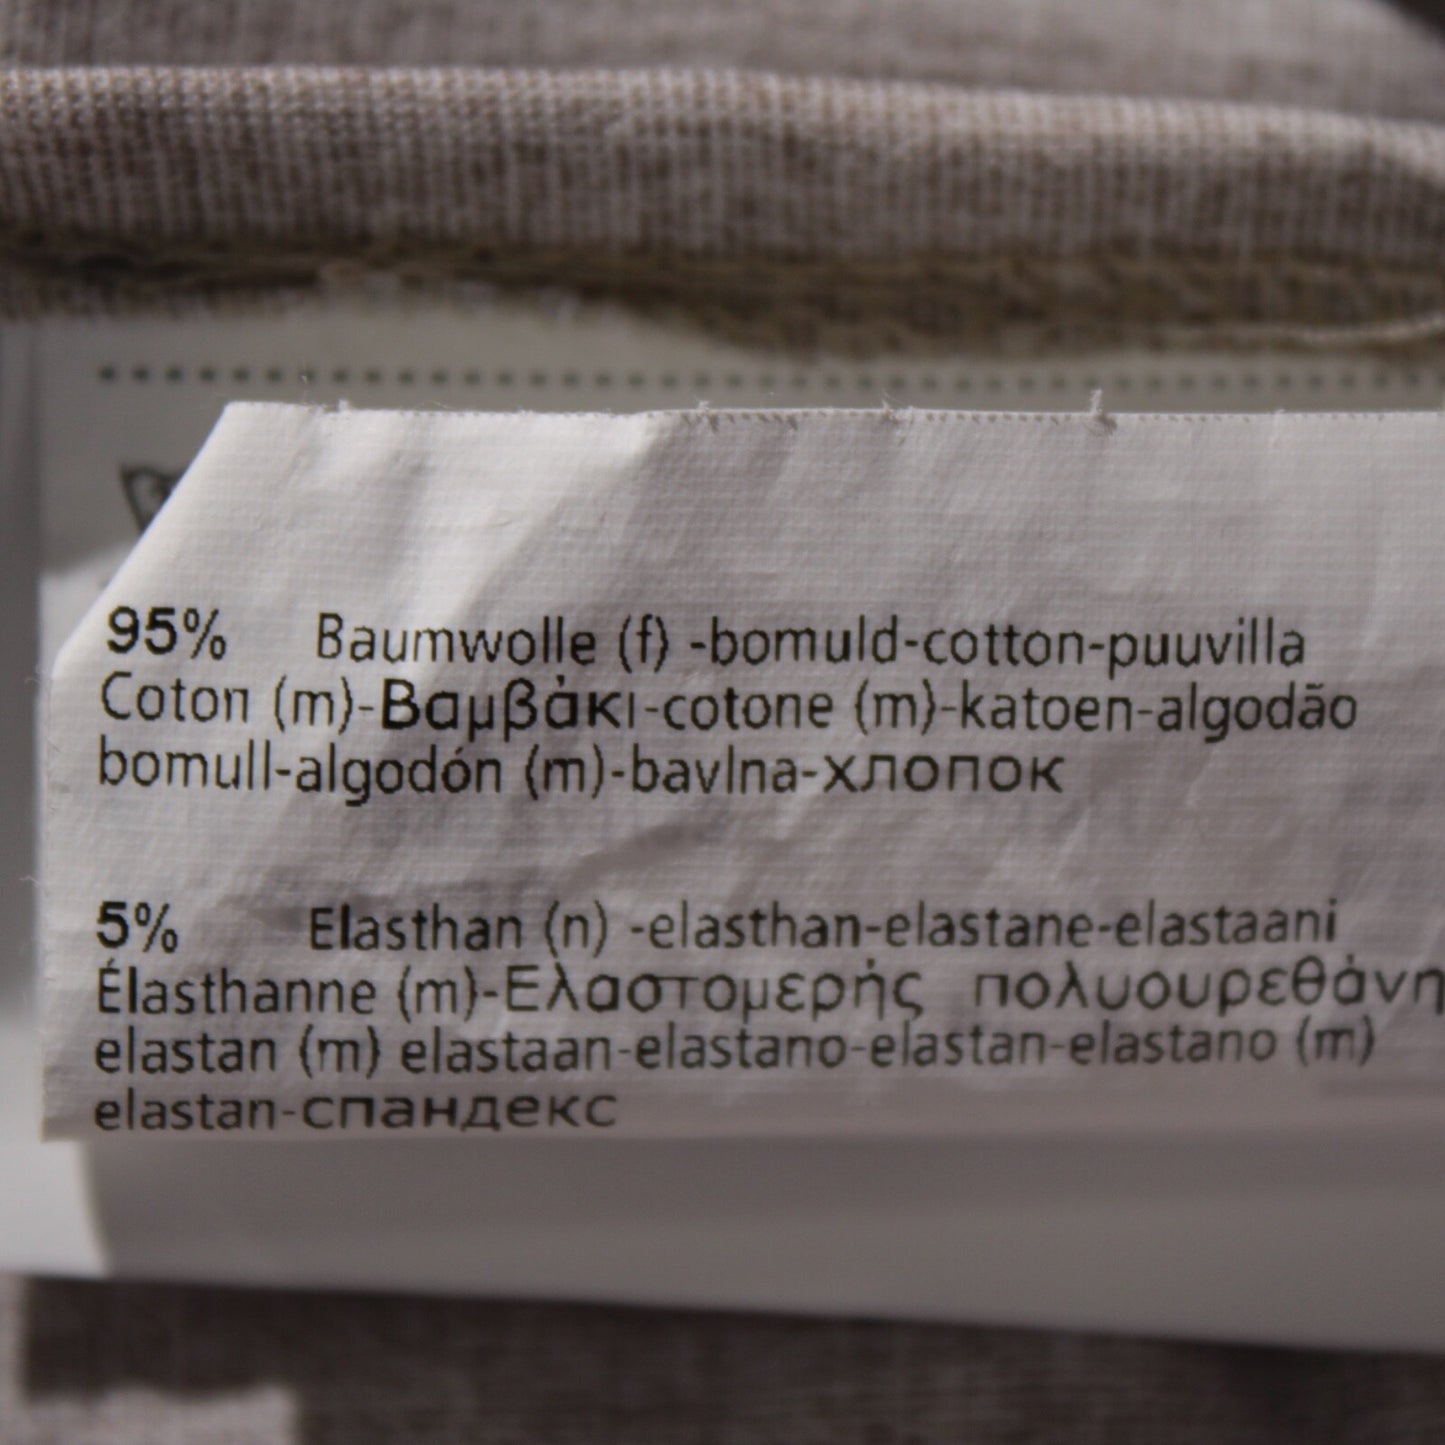 95% Baumwolle (f) -bomuld-cotton-puuvilla
Coton (m)-Βαμβάκι-cotone (m)-katoen-algodão
bomull-algodón (m)-bavlna-хлопок
5% Elasthan (n) -elasthan-elastane-elastaani
Élasthanne (m)-Ελαστομερής πολυουρεθάνη
elastan (m) elastaan-elastano-elastan-elastano (m)
elastan-спандекс